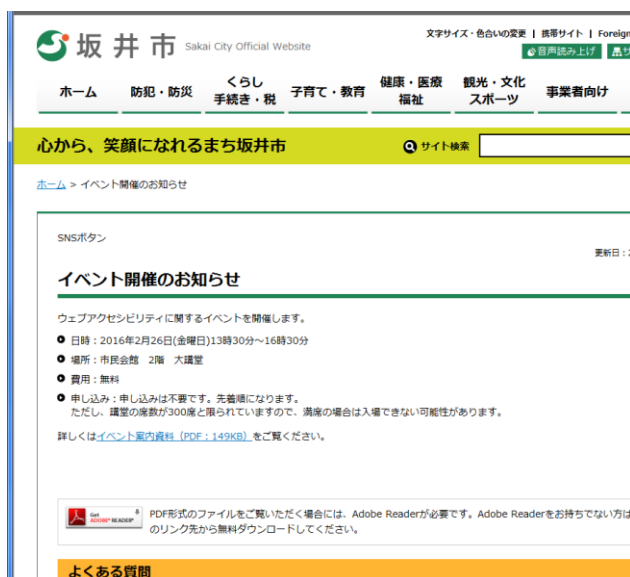 文字サイズ・色合いの変更 | 携帯サイト | Foreign
坂井市 Sakai City Official Website
音声読み上げ
ホーム 防犯・防災 くらし 手続き・税 子育て・教育 健康・医療 福祉 観光・文化 スポーツ 事業者向け
心から、笑顔になれるまち坂井市 サイト検索
ホーム > イベント開催のお知らせ
SNSボタン
更新日：2
イベント開催のお知らせ
ウェブアクセシビリティに関するイベントを開催します。
日時：2016年2月26日(金曜日)13時30分～16時30分
場所：市民会館　2階　大講堂
費用：無料
申し込み：申し込みは不要です。先着順になります。
ただし、講堂の席数が300席と限られていますので、満席の場合は入場できない可能性があります。
詳しくはイベント案内資料（PDF：149KB）をご覧ください。
Get ADOBE® READER®
PDF形式のファイルをご覧いただく場合には、Adobe Readerが必要です。Adobe Readerをお持ちでない方は
のリンク先から無料ダウンロードしてください。
よくある質問